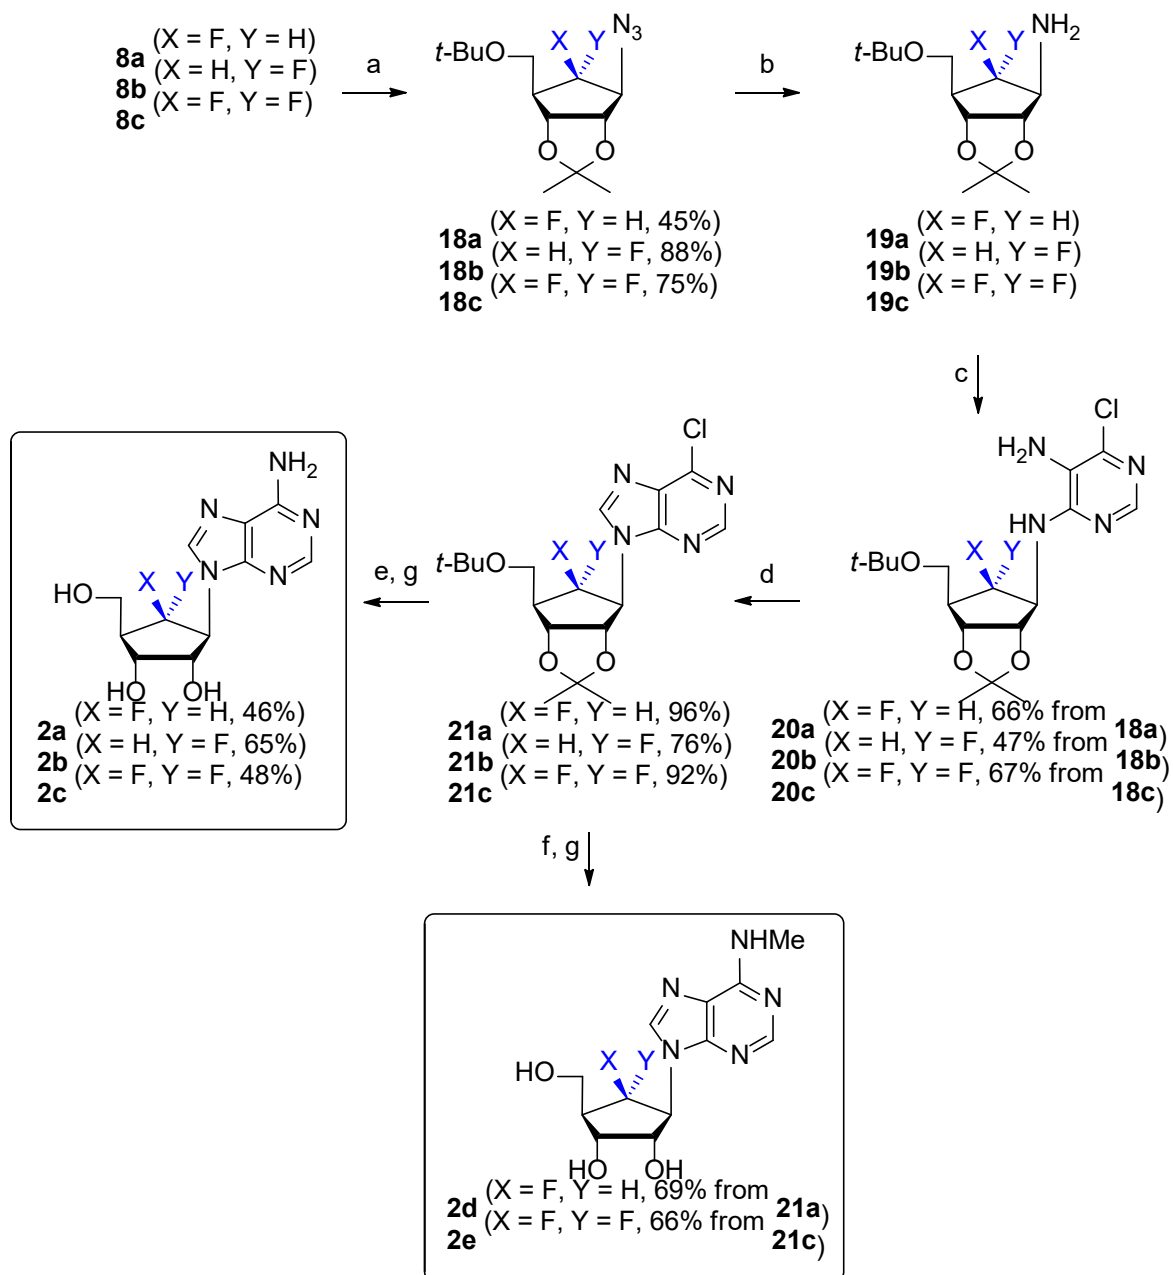 8a (X = F, Y = H)
8b (X = H, Y = F)
8c (X = F, Y = F)
a
t-BuO
X
Y
N3
18a (X = F, Y = H, 45%)
18b (X = H, Y = F, 88%)
18c (X = F, Y = F, 75%)
O
O
b
t-BuO
X
Y
NH2
O
O
19a (X = F, Y = H)
19b (X = H, Y = F)
19c (X = F, Y = F)
c
Cl
H2N
N
N
HN
t-BuO
X
Y
O
O
20a (X = F, Y = H, 66% from 18a)
20b (X = H, Y = F, 47% from 18b)
20c (X = F, Y = F, 67% from 18c)
d
Cl
N
N
N
N
t-BuO
X
Y
O
O
21a (X = F, Y = H, 96%)
21b (X = H, Y = F, 76%)
21c (X = F, Y = F, 92%)
e, g
NH2
N
N
N
N
HO
X
Y
HO
OH
2a (X = F, Y = H, 46%)
2b (X = H, Y = F, 65%)
2c (X = F, Y = F, 48%)
f, g
NHMe
N
N
N
N
HO
X
Y
HO
OH
2d (X = F, Y = H, 69% from 21a)
2e (X = F, Y = F, 66% from 21c)